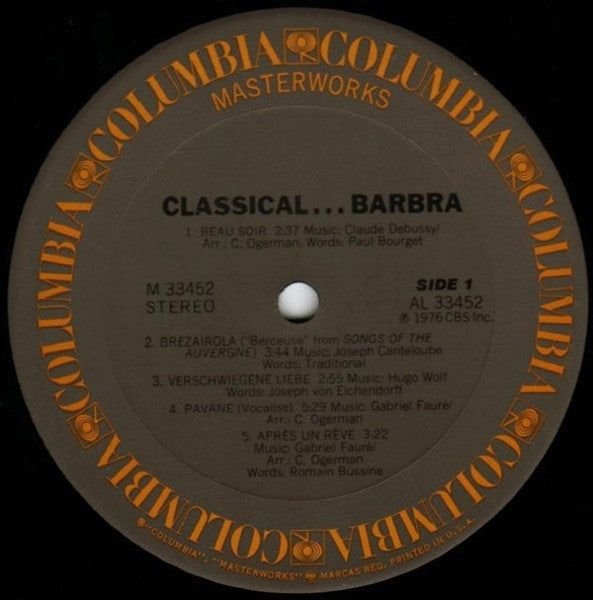 COLUMBIA COLUMBIA COLUMBIA COLUMBIA COLUMBIA COLUMBIA COLUMBIA COLUMBIA COLUMBIA
MASTERWORKS
CLASSICAL... BARBRA
1. BEAU SOIR 2:37 Music: Claude Debussy/
Arr.: C. Ogerman; Words: Paul Bourget
M 33452
STEREO
SIDE 1
AL 33452
℗ 1976 CBS Inc.
2. BREZAIROLA ("Berceuse" from SONGS OF THE
AUVERGNE) 3:44 Music: Joseph Canteloube
Words: Traditional
3. VERSCHWIEGENE LIEBE 2:55 Music: Hugo Wolf
Words: Joseph von Eichendorff
4. PAVANE (Vocalise) 5:29 Music: Gabriel Fauré/
Arr.: C. Ogerman
5. APRÈS UN RÊVE 3:22
Music: Gabriel Fauré/
Arr.: C. Ogerman
Words: Romain Bussine
®"COLUMBIA", "MASTERWORKS" MARCAS REG. PRINTED IN U.S.A.